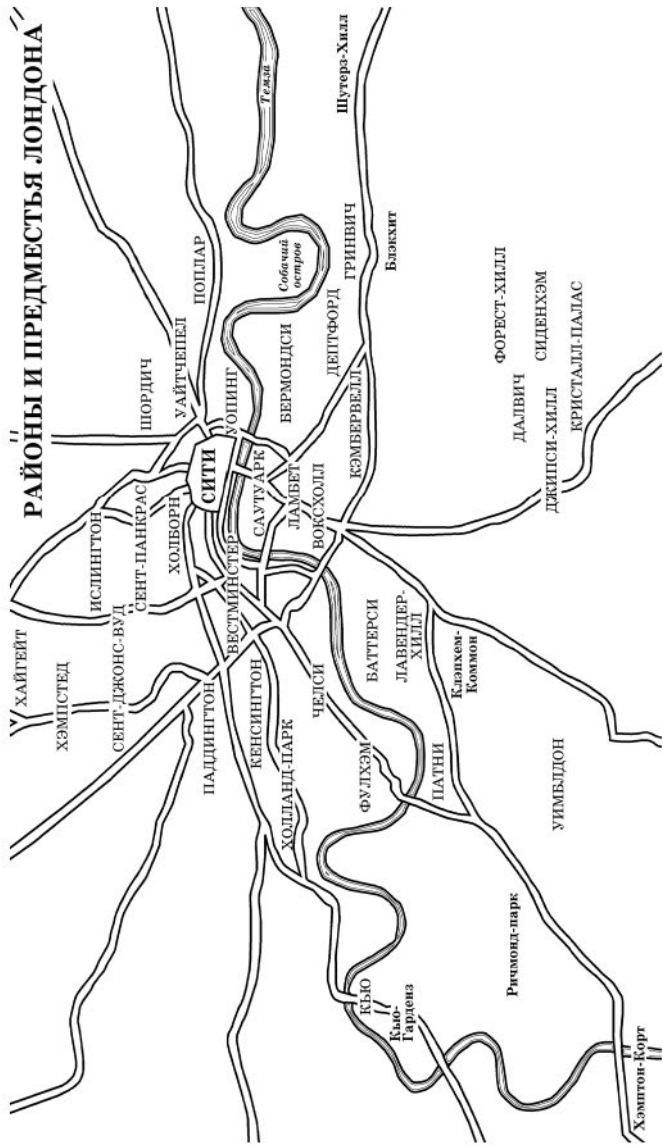 РАЙОНЫ И ПРЕДМЕСТЬЯ ЛОНДОНА
ХАЙГЕЙТ
ХЭМПСТЕД
ИСЛИНГТОН
СЕНТ-ДЖОНС-ВУД
СЕНТ-ПАНКРАС
ШОРДИЧ
УАЙТЧЕПЕЛ
ПОПЛАР
ХОЛБОРН
СИТИ
ПАДДИНГТОН
ВЕСТМИНСТЕР
УОПИНГ
Темза
КЕНСИНГТОН
ХОЛЛАНД-ПАРК
САУТУАРК
БЕРМОНДСИ
Собачий
остров
ЧЕЛСИ
ЛАМБЕТ
ВОКСХОЛЛ
ДЕПТФОРД
ГРИНВИЧ
Шутерз-Хилл
ФУЛХЭМ
БАТТЕРСИ
КЭМБЕРВЕЛЛ
Блэкхит
КЬЮ
Кью-
Гарденз
ПАТНИ
ЛАВЕНДЕР-
ХИЛЛ
Клэпхем-
Коммон
Ричмонд-парк
УИМБЛДОН
ФОРЕСТ-ХИЛЛ
ДАЛВИЧ
СИДЕНХЭМ
ДЖИПСИ-ХИЛЛ
КРИСТАЛЛ-ПАЛАС
Хэмптон-Корт